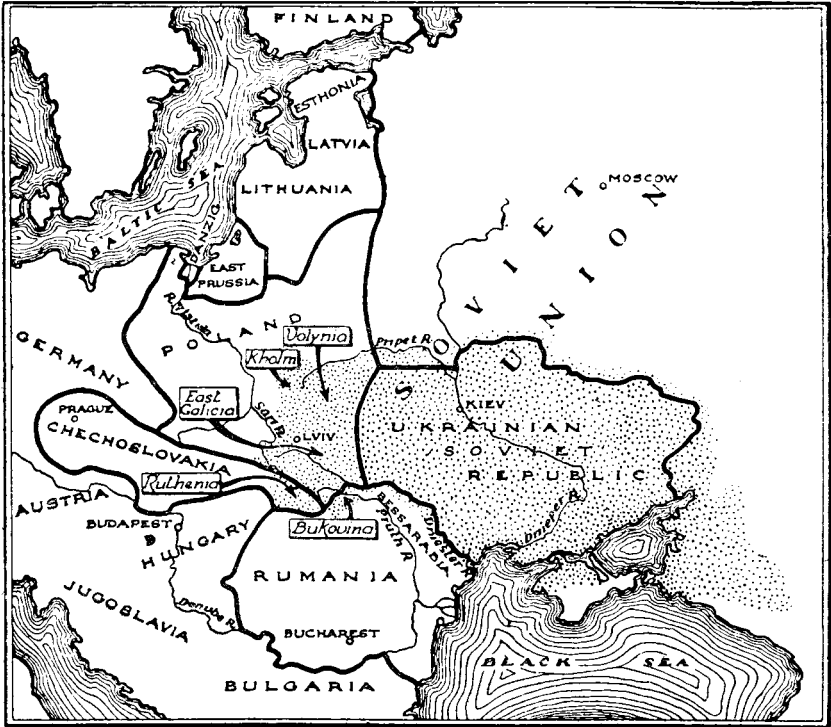 FINLAND
ESTHONIA
LATVIA
LITHUANIA
BALTIC SEA
DANZIG
EAST
PRUSSIA
MOSCOW
SOVIET
UNION
POLAND
Volynia
Pripet R.
Kholm
GERMANY
East
Galicia
San R.
LVIV
KIEV
UKRAUNIAN
SOVIET
REPUBLIC
PRAGUE
CHECHOSLOVAKIA
Ruthenia
AUSTRIA
BUDAPEST
HUNGARY
Bukovina
BESSARABIA
Pruth R.
Dniester R.
Dnieper R.
RUMANIA
JUGOSLAVIA
Danube R.
BUCHAREST
BLACK SEA
BULGARIA